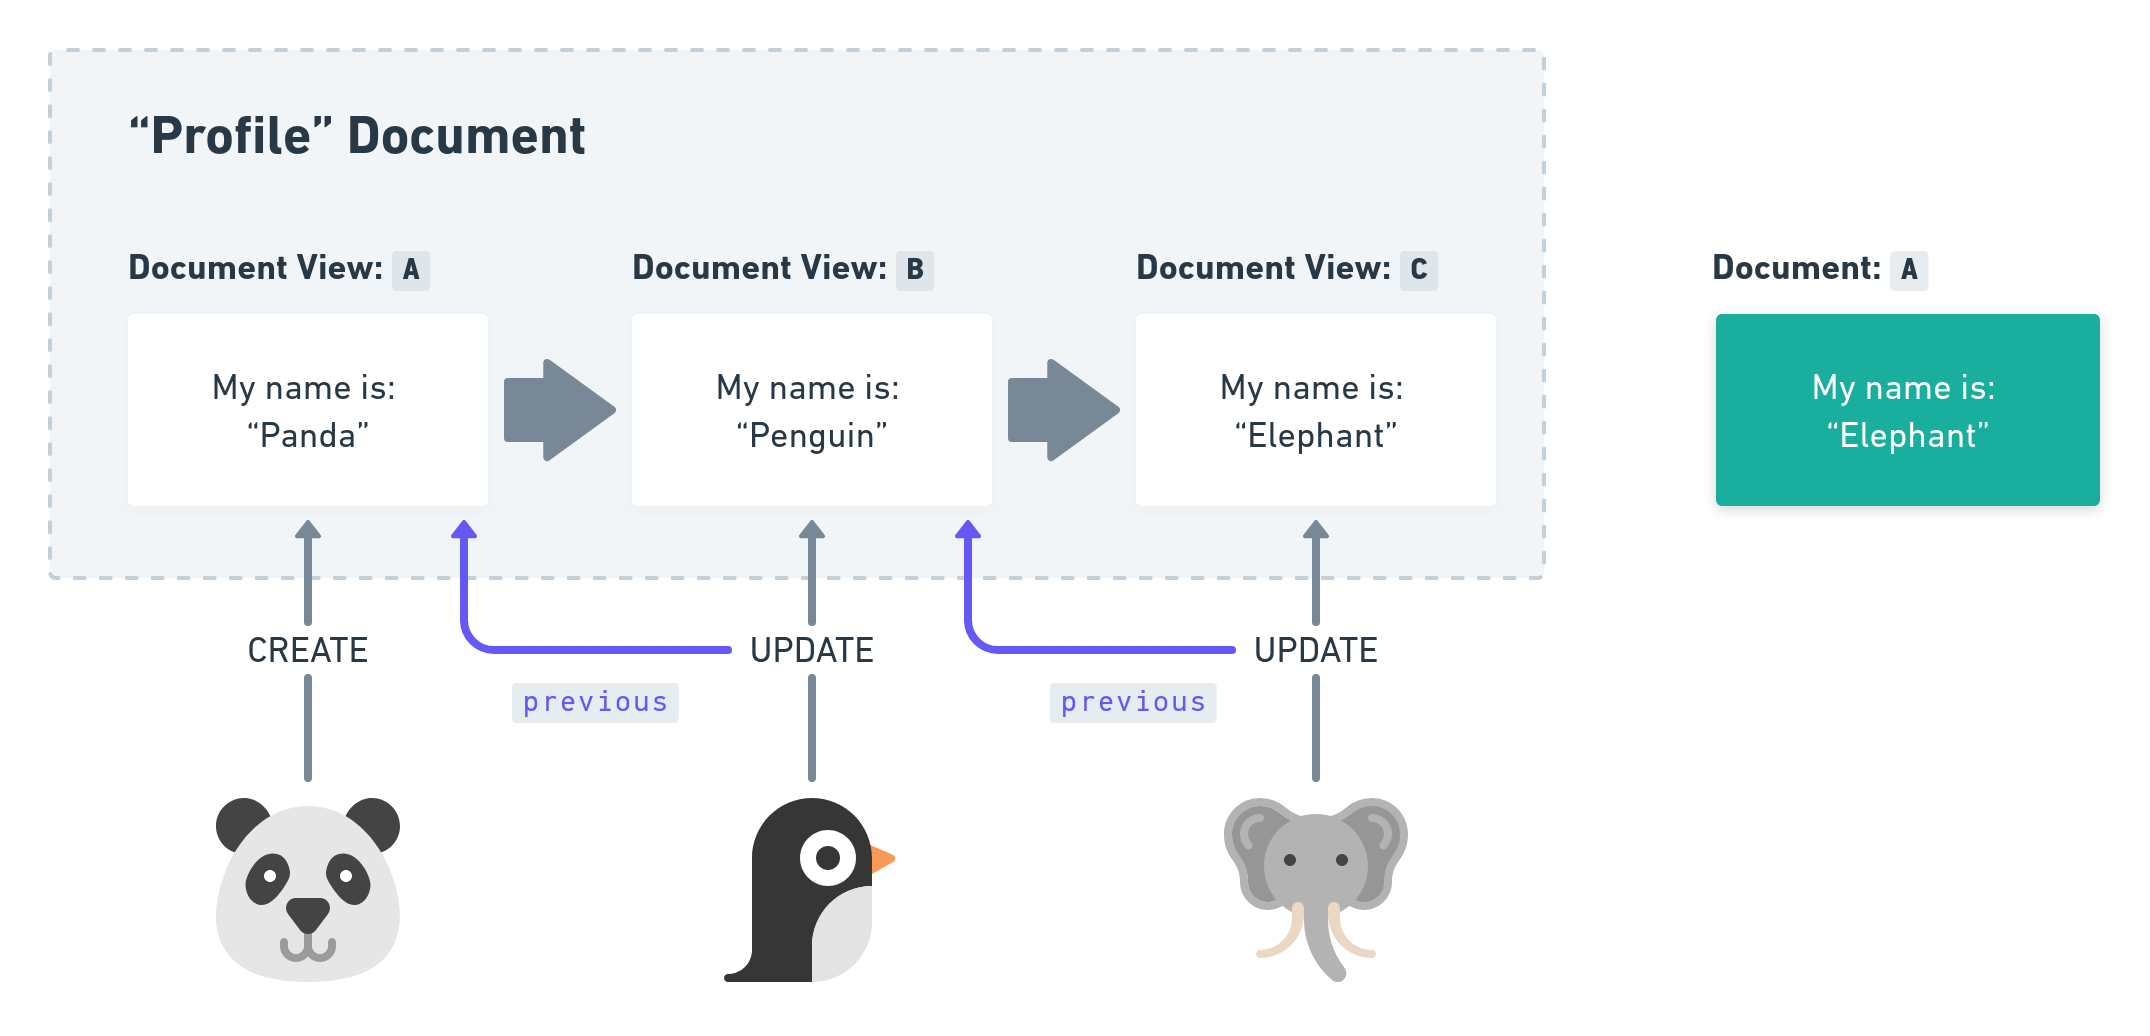 “Profile” Document
Document View: A
Document View: B
Document View: C
Document: A
My name is:
“Panda”
My name is:
“Penguin”
My name is:
“Elephant”
My name is:
“Elephant”
CREATE
UPDATE
UPDATE
previous
previous